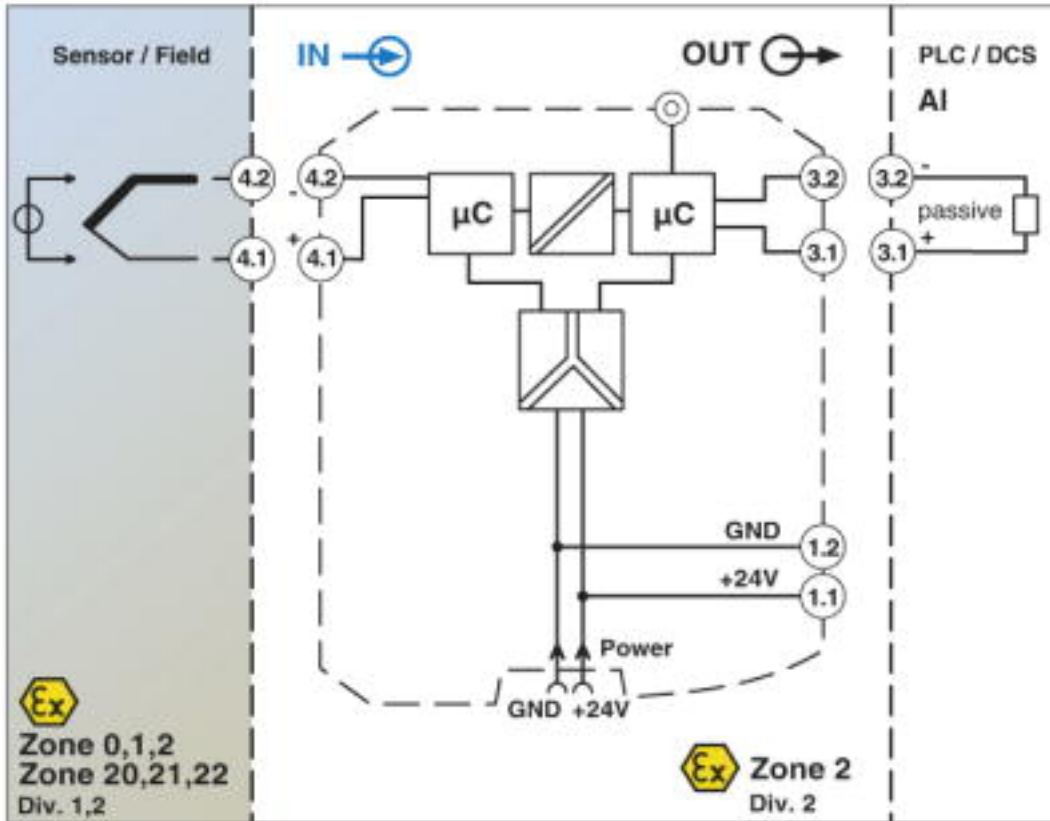 Sensor / Field
IN
OUT
PLC / DCS
AI
4.2
4.2
-
µC
µC
3.2
3.2
-
passive
4.1
+
4.1
3.1
3.1
+
GND
1.2
+24V
1.1
Power
GND +24V
Ex
Zone 0,1,2
Zone 20,21,22
Div. 1,2
Ex
Zone 2
Div. 2